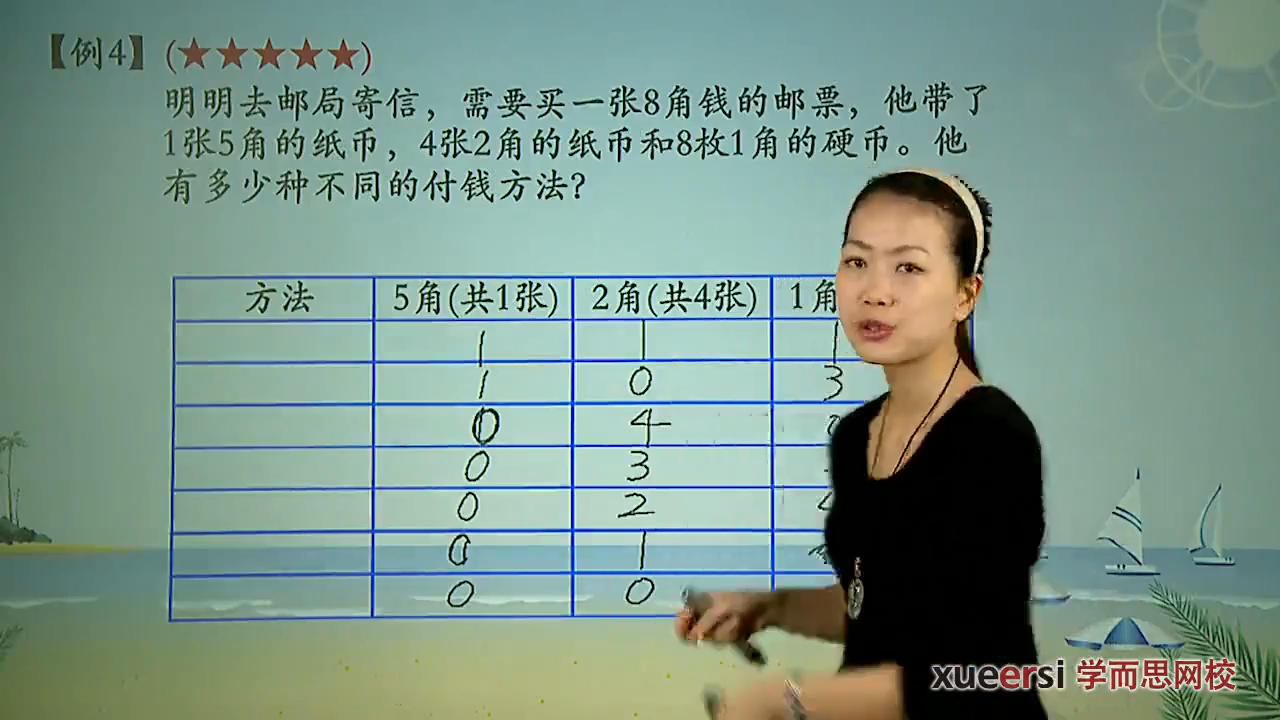 【例4】(★★★★★)
明明去邮局寄信，需要买一张8角钱的邮票，他带了
1张5角的纸币，4张2角的纸币和8枚1角的硬币。他
有多少种不同的付钱方法？
方法 5角(共1张) 2角(共4张) 1角
1 1 1
1 0 3
0 4
0 3
0 2
0 1
0 0
xueersi 学而思网校